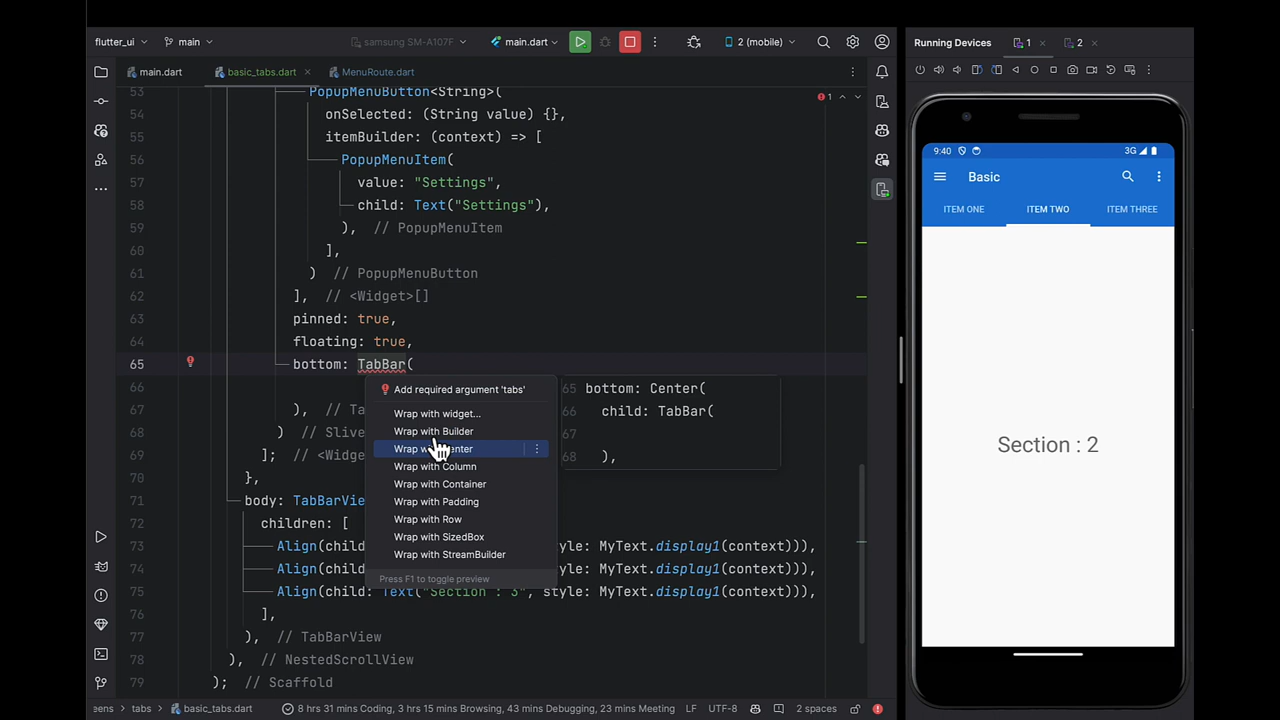 flutter_ui
main
samsung SM-A107F
main.dart
2 (mobile)
Running Devices
1
2
main.dart
basic_tabs.dart
MenuRoute.dart
53 PopupMenuButton<String>(
1
54 onSelected: (String value) {},
55 itemBuilder: (context) => [
56 PopupMenuItem(
57 value: "Settings",
58 child: Text("Settings"),
59 ), // PopupMenuItem
60 ],
61 ) // PopupMenuButton
62 ], // <Widget>[]
63 pinned: true,
64 floating: true,
65 bottom: TabBar(
66
), // Ta
68 ) // Sliv
69 ]; // <Widg
70 },
71 body: TabBarVie
72 children: [
73 Align(child style: MyText.display1(context))),
74 Align(child style: MyText.display1(context))),
75 Align(child: Text("Section : 3", style: MyText.display1(context))),
76 ],
77 ), // TabBarView
78 ), // NestedScrollView
79 ); // Scaffold
Add required argument 'tabs'
Wrap with widget...
Wrap with Builder
Wrap with Center
Wrap with Column
Wrap with Container
Wrap with Padding
Wrap with Row
Wrap with SizedBox
Wrap with StreamBuilder
Press F1 to toggle preview
65 bottom: Center(
66 child: TabBar(
67
68 ),
9:40
3G
Basic
ITEM ONE
ITEM TWO
ITEM THREE
Section : 2
eens
tabs
basic_tabs.dart
8 hrs 31 mins Coding, 3 hrs 15 mins Browsing, 43 mins Debugging, 23 mins Meeting
LF
UTF-8
2 spaces